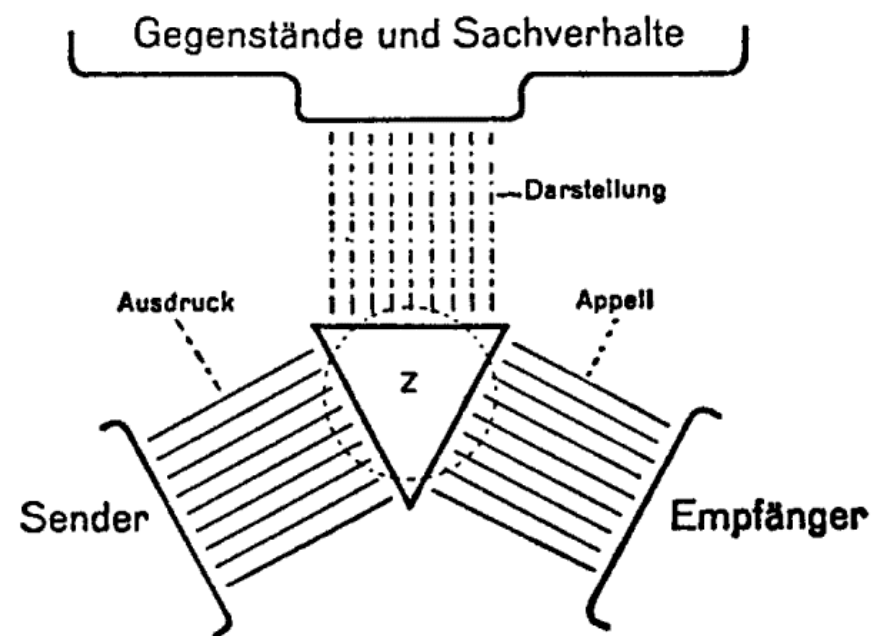 Gegenstände und Sachverhalte
Darstellung
Ausdruck
Appell
Z
Sender
Empfänger